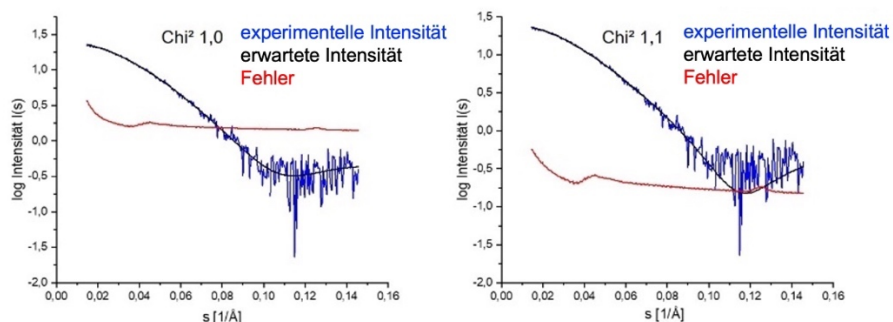 Chi² 1,0
experimentelle Intensität
erwartete Intensität
Fehler
log Intensität I(s)
1,5
1,0
0,5
0,0
-0,5
-1,0
-1,5
-2,0
0,00 0,02 0,04 0,06 0,08 0,10 0,12 0,14 0,16
s [1/Å]
Chi² 1,1
experimentelle Intensität
erwartete Intensität
Fehler
log Intensität I(s)
1,5
1,0
0,5
0,0
-0,5
-1,0
-1,5
-2,0
0,00 0,02 0,04 0,06 0,08 0,10 0,12 0,14 0,16
s [1/Å]